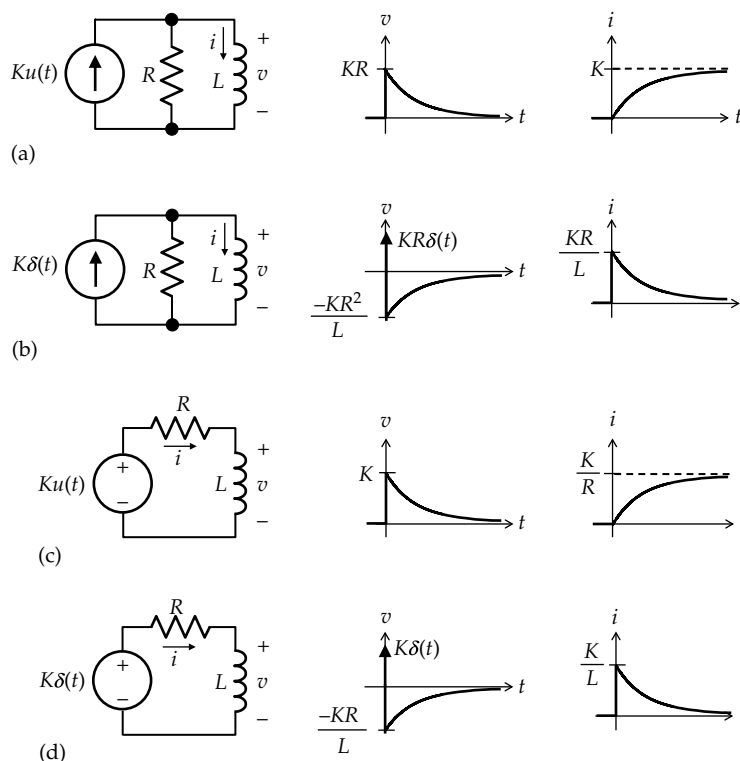 v
i
i
+
KR
K
Ku(t)
R
L
v
−
t
t
(a)
v
i
i
+
KRδ(t)
KR
L
Kδ(t)
R
L
v
t
−
−KR²
L
(b)
R
v
i
i
+
K
K
R
Ku(t)
+
−
L
v
−
t
(c)
R
v
i
i
+
Kδ(t)
K
L
Kδ(t)
+
−
L
v
t
−
−KR
L
(d)